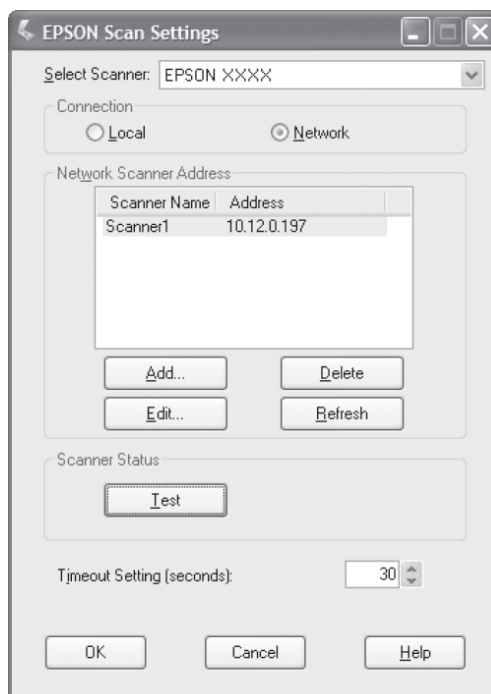 EPSON Scan Settings
Select Scanner: EPSON XXXX
Connection
Local Network
Network Scanner Address
Scanner Name Address
Scanner1 10.12.0.197
Add... Delete
Edit... Refresh
Scanner Status
Test
Timeout Setting (seconds): 30
OK Cancel Help